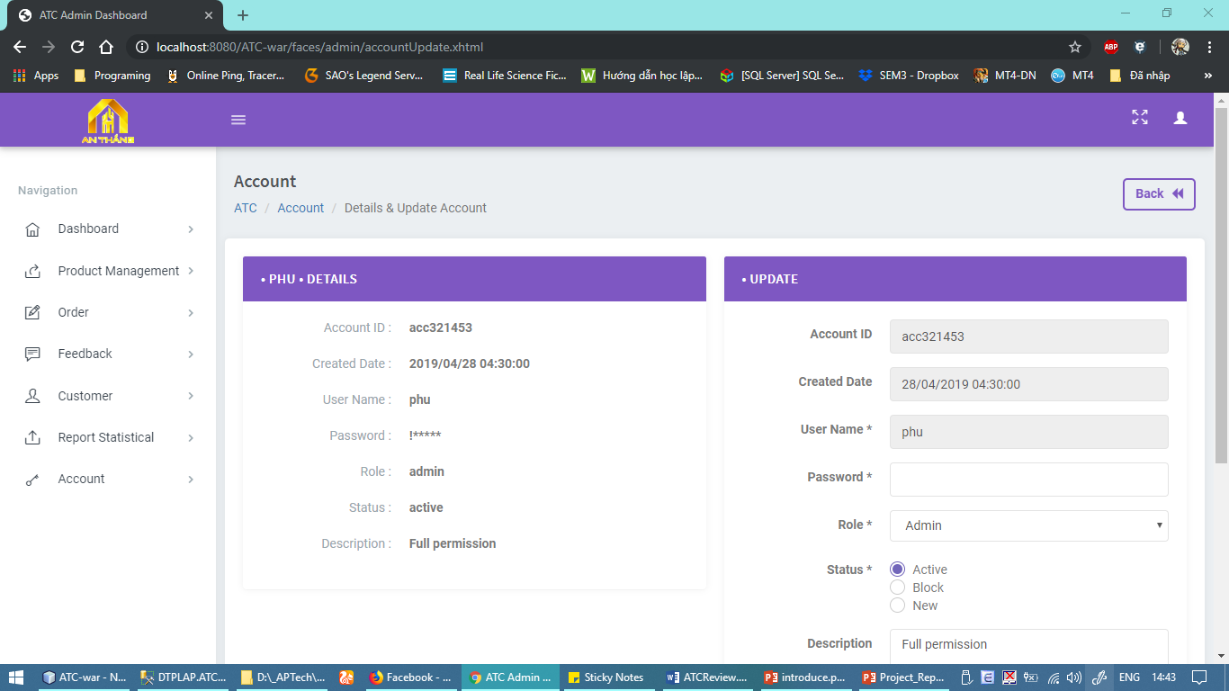 ATC Admin Dashboard
localhost:8080/ATC-war/faces/admin/accountUpdate.xhtml
ABP
Apps Programing Online Ping, Tracer... SAO's Legend Serv... Real Life Science Fic... Hướng dẫn học lập... [SQL Server] SQL Se... SEM3 - Dropbox MT4-DN MT4 Đã nhập »
AN THẮNG
Navigation
Dashboard
Product Management
Order
Feedback
Customer
Report Statistical
Account
Account
ATC / Account / Details & Update Account
Back
• PHU • DETAILS
Account ID : acc321453
Created Date : 2019/04/28 04:30:00
User Name : phu
Password : !*****
Role : admin
Status : active
Description : Full permission
• UPDATE
Account ID acc321453
Created Date 28/04/2019 04:30:00
User Name * phu
Password *
Role * Admin
Status * Active
Block
New
Description Full permission
ATC-war - N... DTPLAP.ATC... D:\_APTech\... Facebook - ... ATC Admin ... Sticky Notes ATCReview.... introduce.p... Project_Rep... ENG 14:43